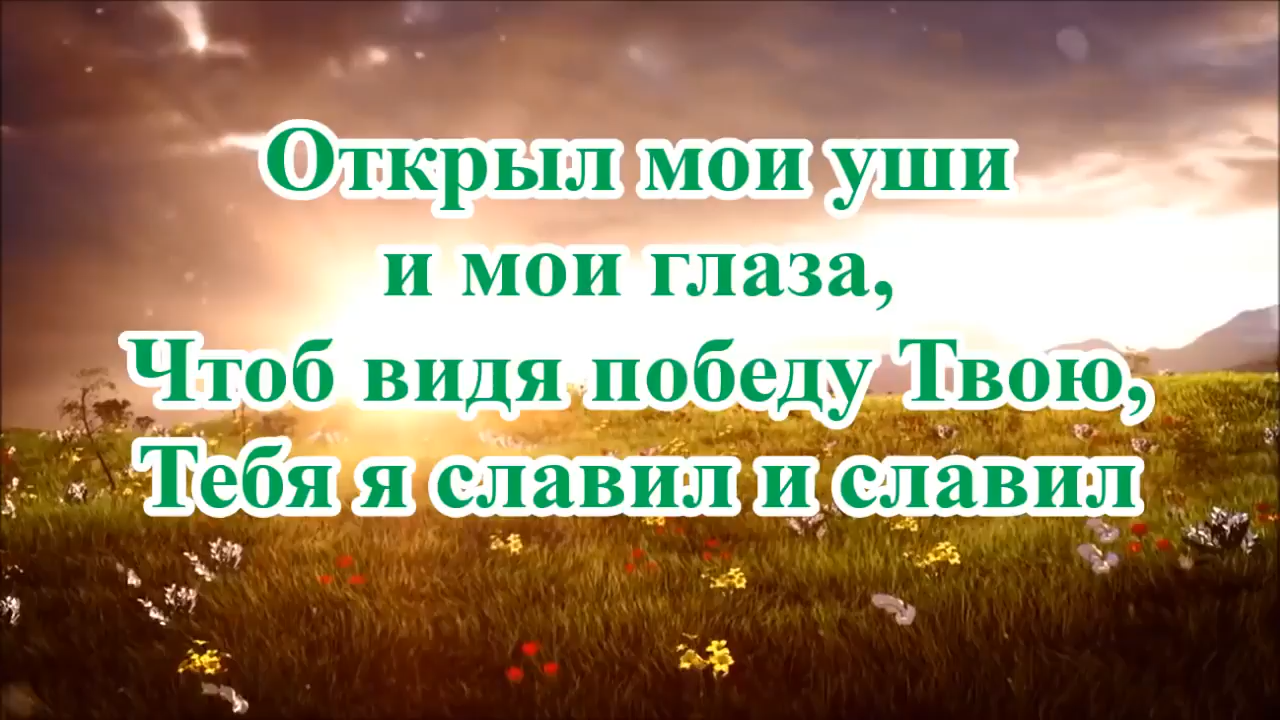 Открыл мои уши
и мои глаза,
Чтоб видя победу Твою,
Тебя я славил и славил